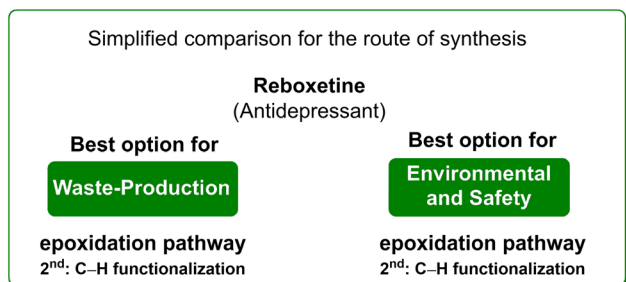 Simplified comparison for the route of synthesis
Reboxetine
(Antidepressant)
Best option for
Waste-Production
epoxidation pathway
2nd: C–H functionalization
Best option for
Environmental
and Safety
epoxidation pathway
2nd: C–H functionalization